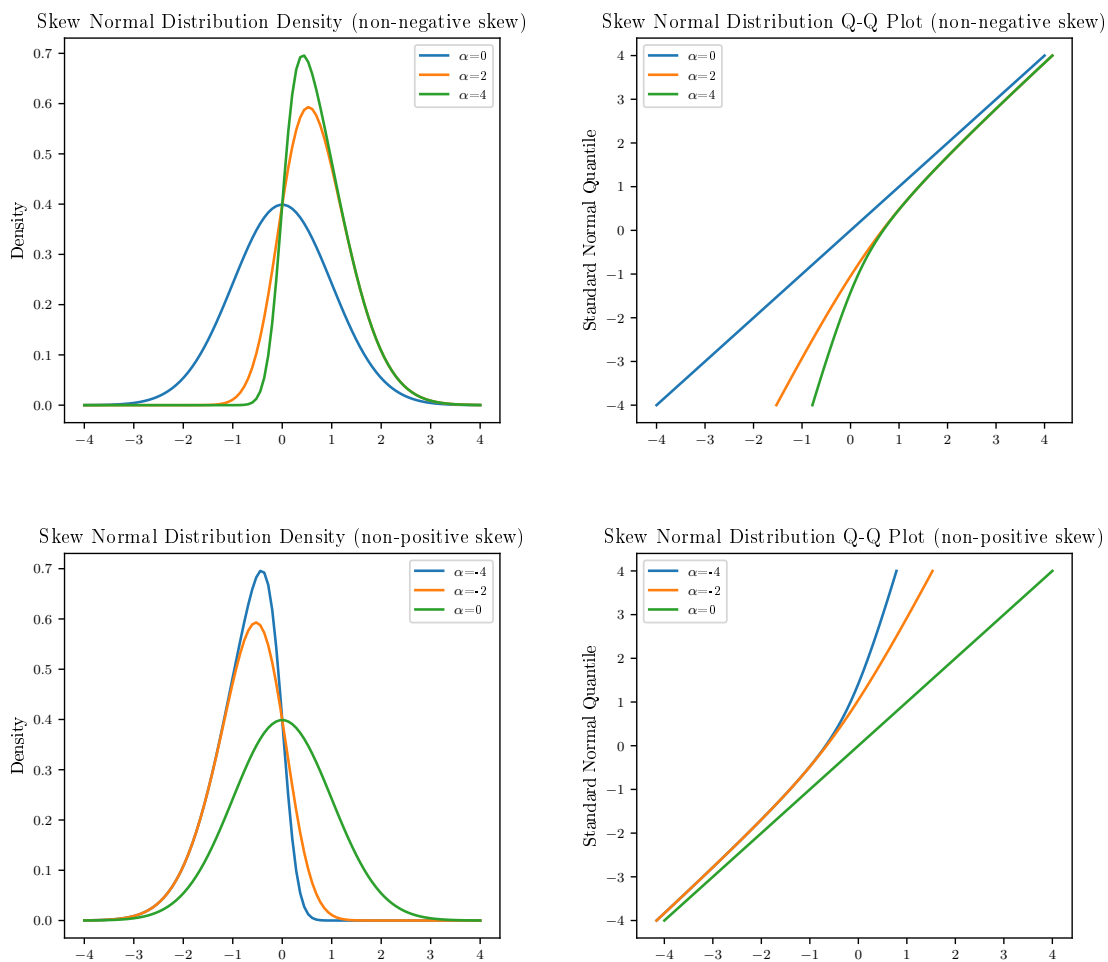 Skew Normal Distribution Density (non-negative skew)
0.7
0.6
0.5
0.4
0.3
0.2
0.1
0.0
Density
−4 −3 −2 −1 0 1 2 3 4
α=0
α=2
α=4
Skew Normal Distribution Q-Q Plot (non-negative skew)
4
3
2
1
0
−1
−2
−3
−4
Standard Normal Quantile
−4 −3 −2 −1 0 1 2 3 4
α=0
α=2
α=4
Skew Normal Distribution Density (non-positive skew)
0.7
0.6
0.5
0.4
0.3
0.2
0.1
0.0
Density
−4 −3 −2 −1 0 1 2 3 4
α=-4
α=-2
α=0
Skew Normal Distribution Q-Q Plot (non-positive skew)
4
3
2
1
0
−1
−2
−3
−4
Standard Normal Quantile
−4 −3 −2 −1 0 1 2 3 4
α=-4
α=-2
α=0